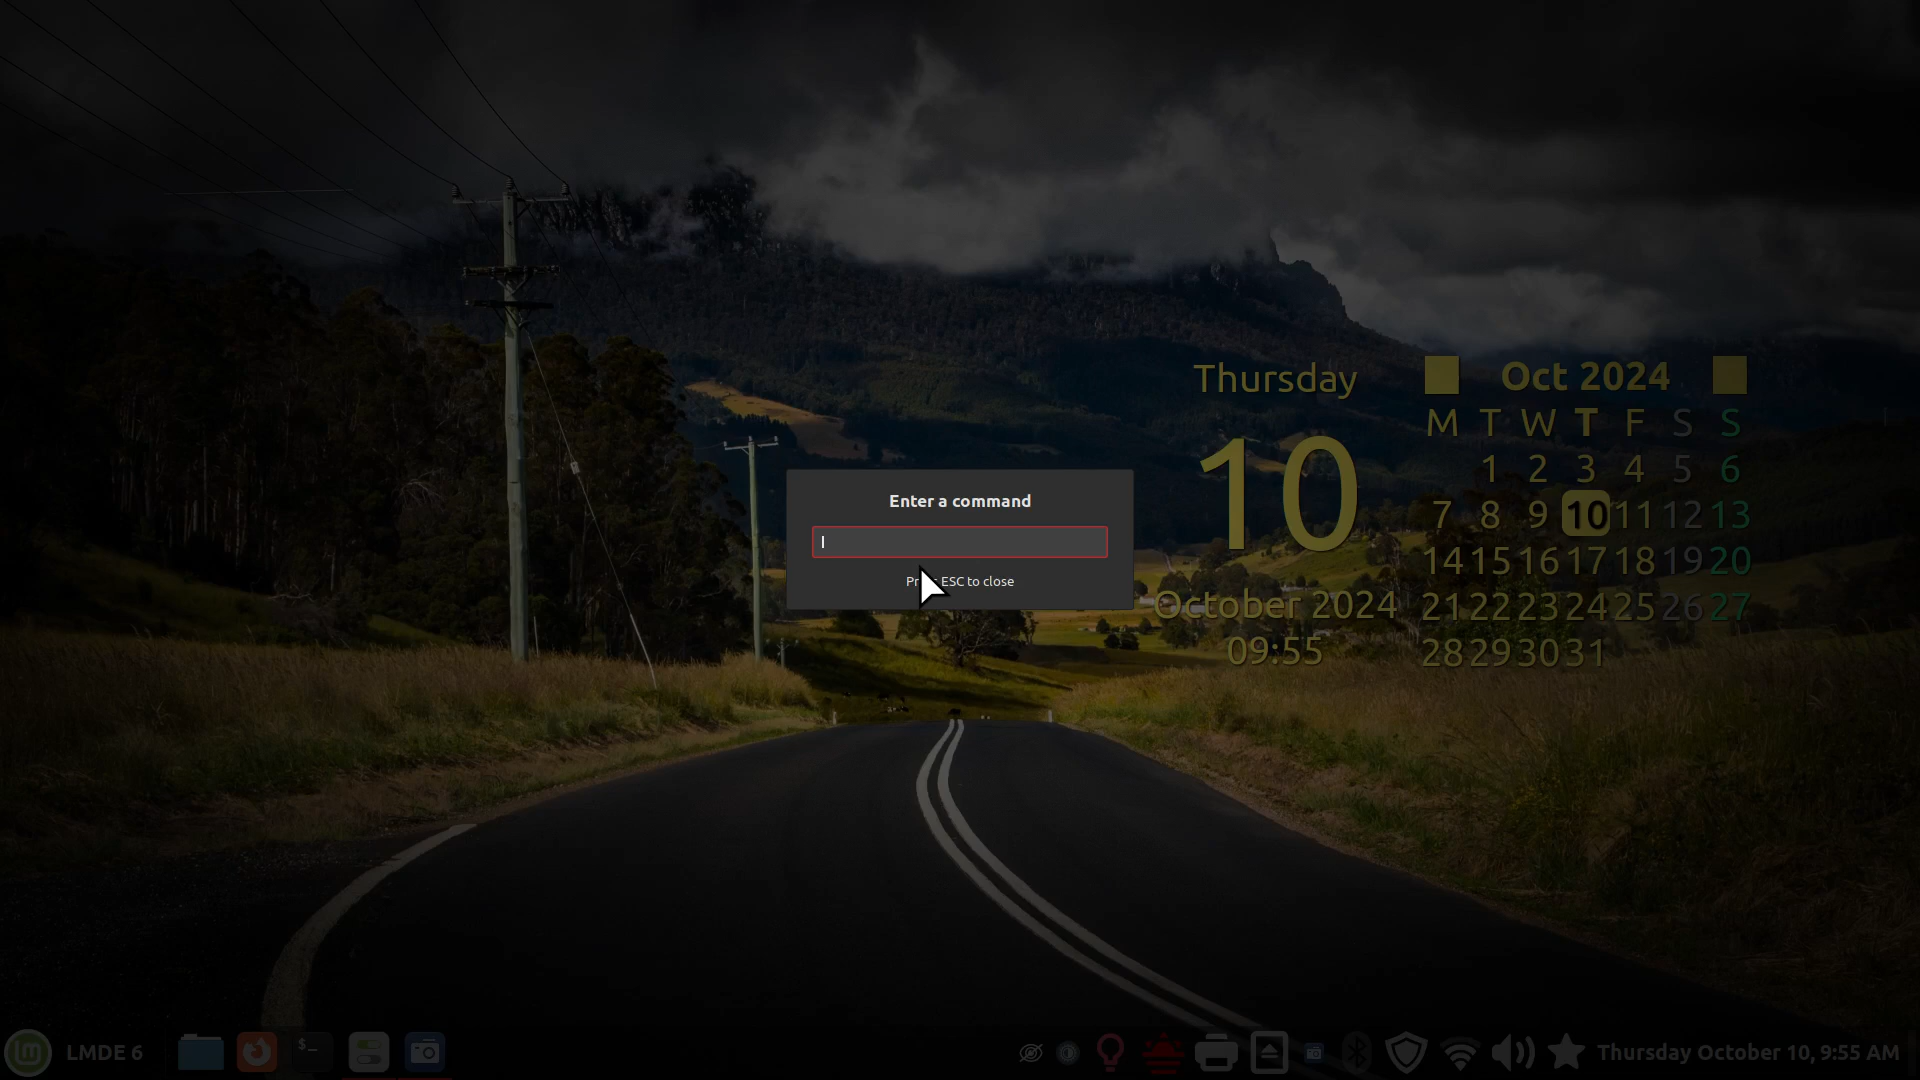 Thursday
10
October 2024
09:55
Oct 2024
M T W T F S S
1 2 3 4 5 6
7 8 9 10 11 12 13
14 15 16 17 18 19 20
21 22 23 24 25 26 27
28 29 30 31
Enter a command
ESC to close
LMDE 6
$_
Thursday October 10, 9:55 AM